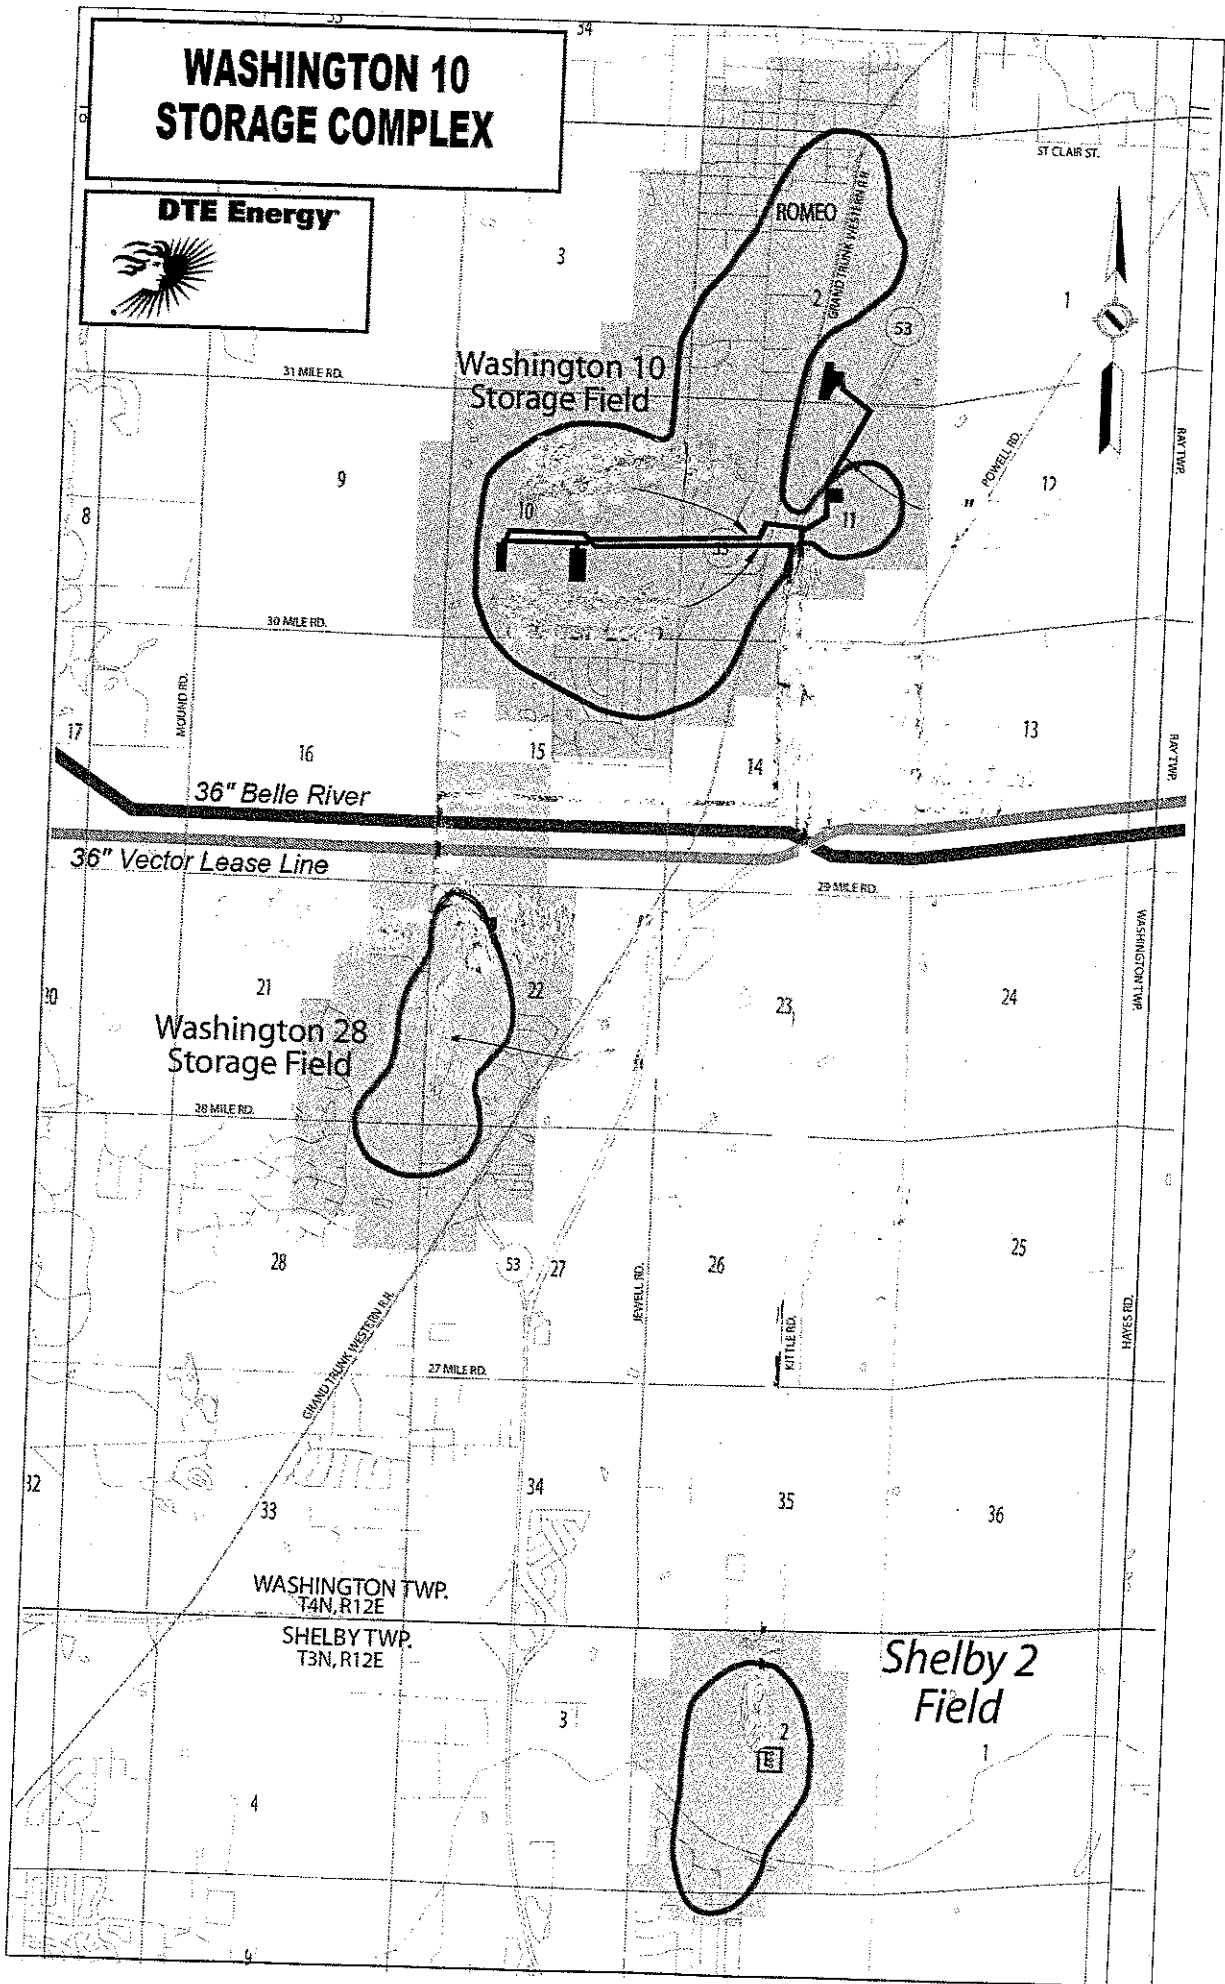 34
WASHINGTON 10
STORAGE COMPLEX
ST CLAIR ST.
DTE Energy
ROMEO
GRAND TRUNK WESTERN R.R.
3
2
1
53
31 MILE RD.
Washington 10
Storage Field
RAY TWP.
POWELL RD.
9
12
8
10
11
53
30 MILE RD.
MOUND RD.
17
16
15
14
13
RAY TWP.
36" Belle River
36" Vector Lease Line
29 MILE RD.
WASHINGTON TWP.
21
22
23
24
Washington 28
Storage Field
28 MILE RD.
28
53
27
26
25
JEWELL RD.
KITTLE RD.
HAYES RD.
GRAND TRUNK WESTERN R.R.
27 MILE RD.
32
33
34
35
36
WASHINGTON TWP.
T4N, R12E
SHELBY TWP.
T3N, R12E
Shelby 2
Field
3
2
1
4
9